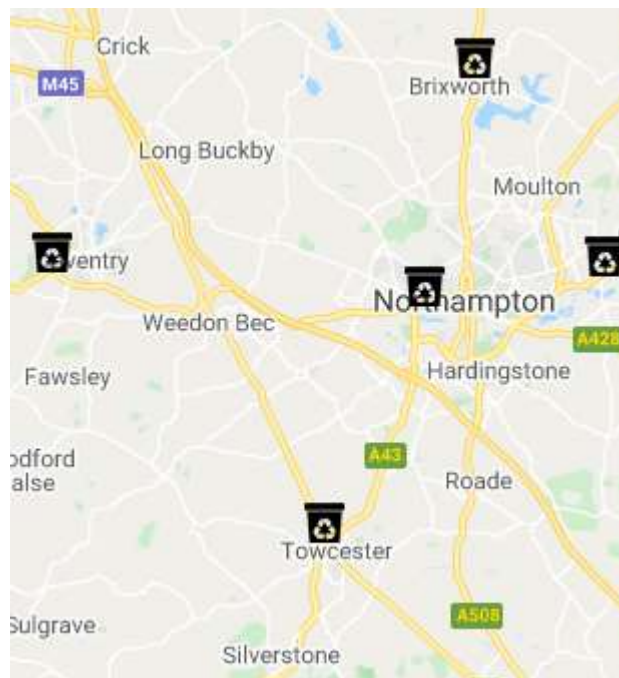 Crick
M45
Brixworth
Long Buckby
Moulton
ventry
Northampton
Weedon Bec
A428
Hardingstone
Fawsley
A43
odford
alse
Roade
Towcester
A508
Sulgrave
Silverstone